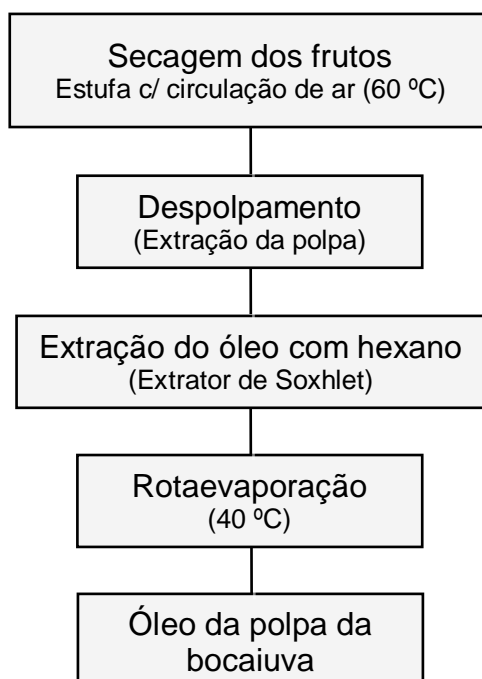 Secagem dos frutos
Estufa c/ circulação de ar (60 ºC)
Despolpamento
(Extração da polpa)
Extração do óleo com hexano
(Extrator de Soxhlet)
Rotaevaporação
(40 ºC)
Óleo da polpa da
bocaiuva